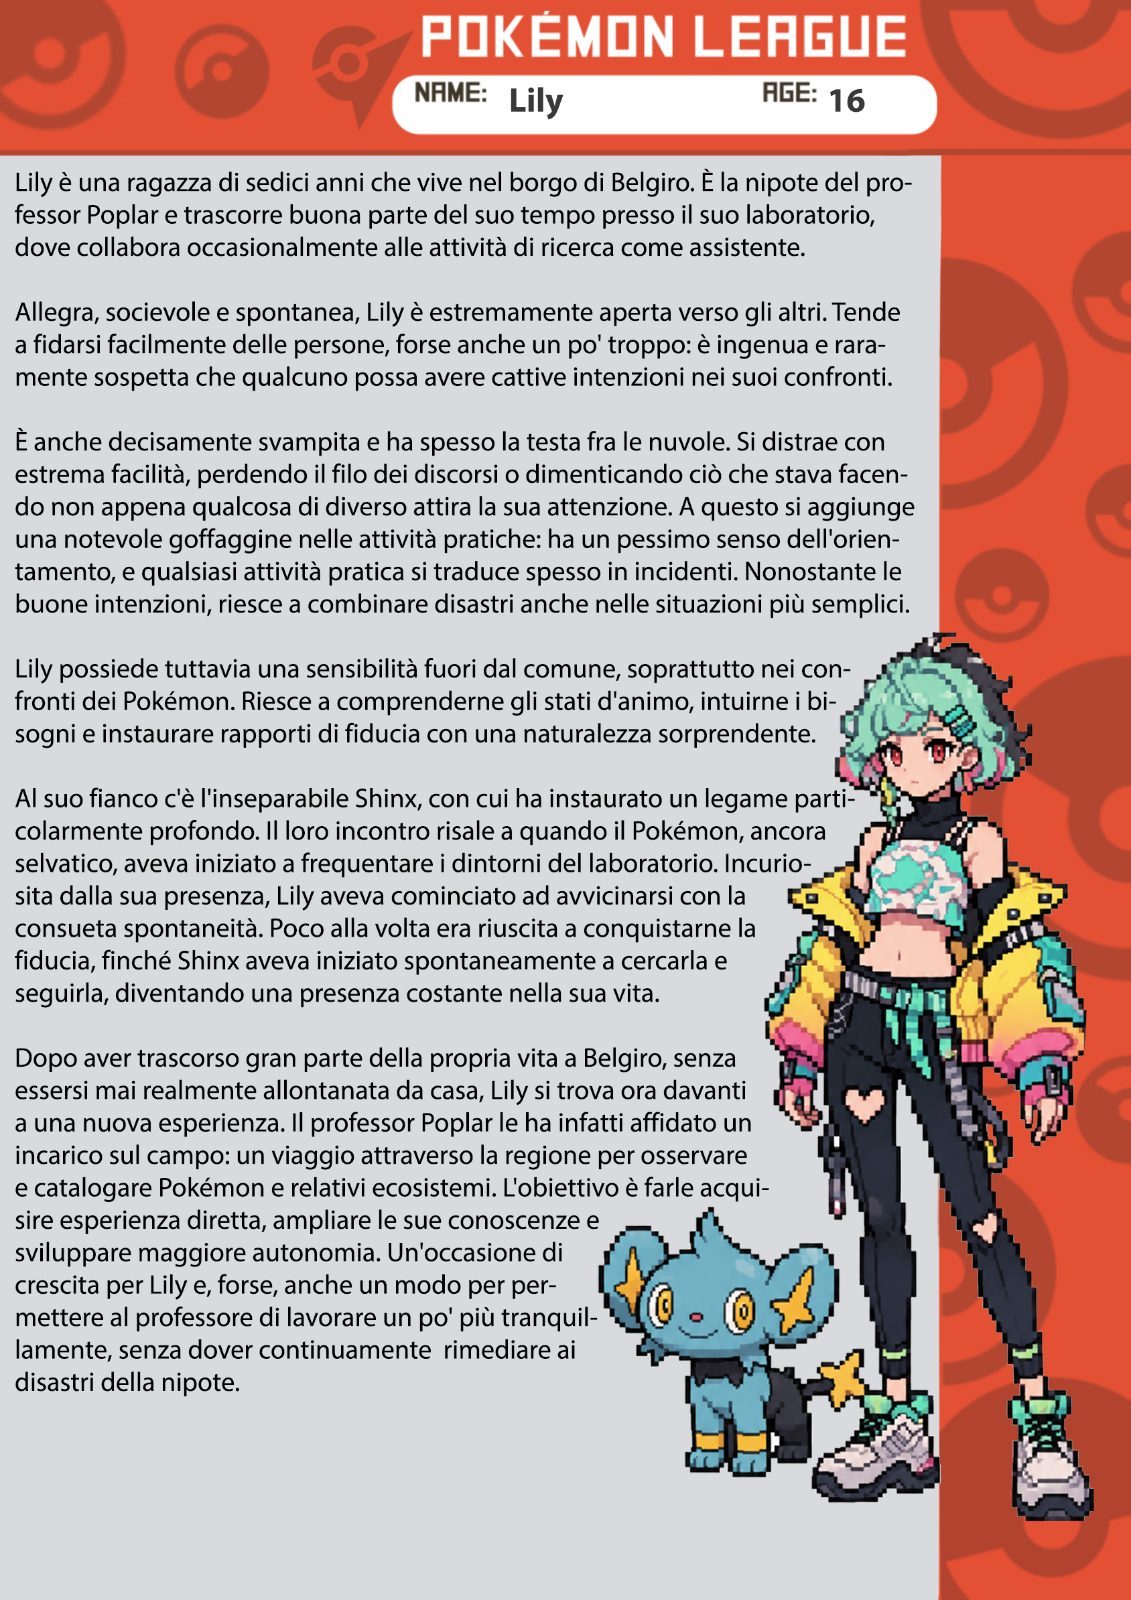 POKÉMON LEAGUE
NAME: Lily AGE: 16
Lily è una ragazza di sedici anni che vive nel borgo di Belgiro. È la nipote del pro-
fessor Poplar e trascorre buona parte del suo tempo presso il suo laboratorio,
dove collabora occasionalmente alle attività di ricerca come assistente.
Allegra, socievole e spontanea, Lily è estremamente aperta verso gli altri. Tende
a fidarsi facilmente delle persone, forse anche un po' troppo: è ingenua e rara-
mente sospetta che qualcuno possa avere cattive intenzioni nei suoi confronti.
È anche decisamente svampita e ha spesso la testa fra le nuvole. Si distrae con
estrema facilità, perdendo il filo dei discorsi o dimenticando ciò che stava facen-
do non appena qualcosa di diverso attira la sua attenzione. A questo si aggiunge
una notevole goffaggine nelle attività pratiche: ha un pessimo senso dell'orien-
tamento, e qualsiasi attività pratica si traduce spesso in incidenti. Nonostante le
buone intenzioni, riesce a combinare disastri anche nelle situazioni più semplici.
Lily possiede tuttavia una sensibilità fuori dal comune, soprattutto nei con-
fronti dei Pokémon. Riesce a comprenderne gli stati d'animo, intuirne i bi-
sogni e instaurare rapporti di fiducia con una naturalezza sorprendente.
Al suo fianco c'è l'inseparabile Shinx, con cui ha instaurato un legame parti-
colarmente profondo. Il loro incontro risale a quando il Pokémon, ancora
selvatico, aveva iniziato a frequentare i dintorni del laboratorio. Incurio-
sita dalla sua presenza, Lily aveva cominciato ad avvicinarsi con la
consueta spontaneità. Poco alla volta era riuscita a conquistarne la
fiducia, finché Shinx aveva iniziato spontaneamente a cercarla e
seguirla, diventando una presenza costante nella sua vita.
Dopo aver trascorso gran parte della propria vita a Belgiro, senza
essersi mai realmente allontanata da casa, Lily si trova ora davanti
a una nuova esperienza. Il professor Poplar le ha infatti affidato un
incarico sul campo: un viaggio attraverso la regione per osservare
e catalogare Pokémon e relativi ecosistemi. L'obiettivo è farle acqui-
sire esperienza diretta, ampliare le sue conoscenze e
sviluppare maggiore autonomia. Un'occasione di
crescita per Lily e, forse, anche un modo per per-
mettere al professore di lavorare un po' più tranquil-
lamente, senza dover continuamente  rimediare ai
disastri della nipote.